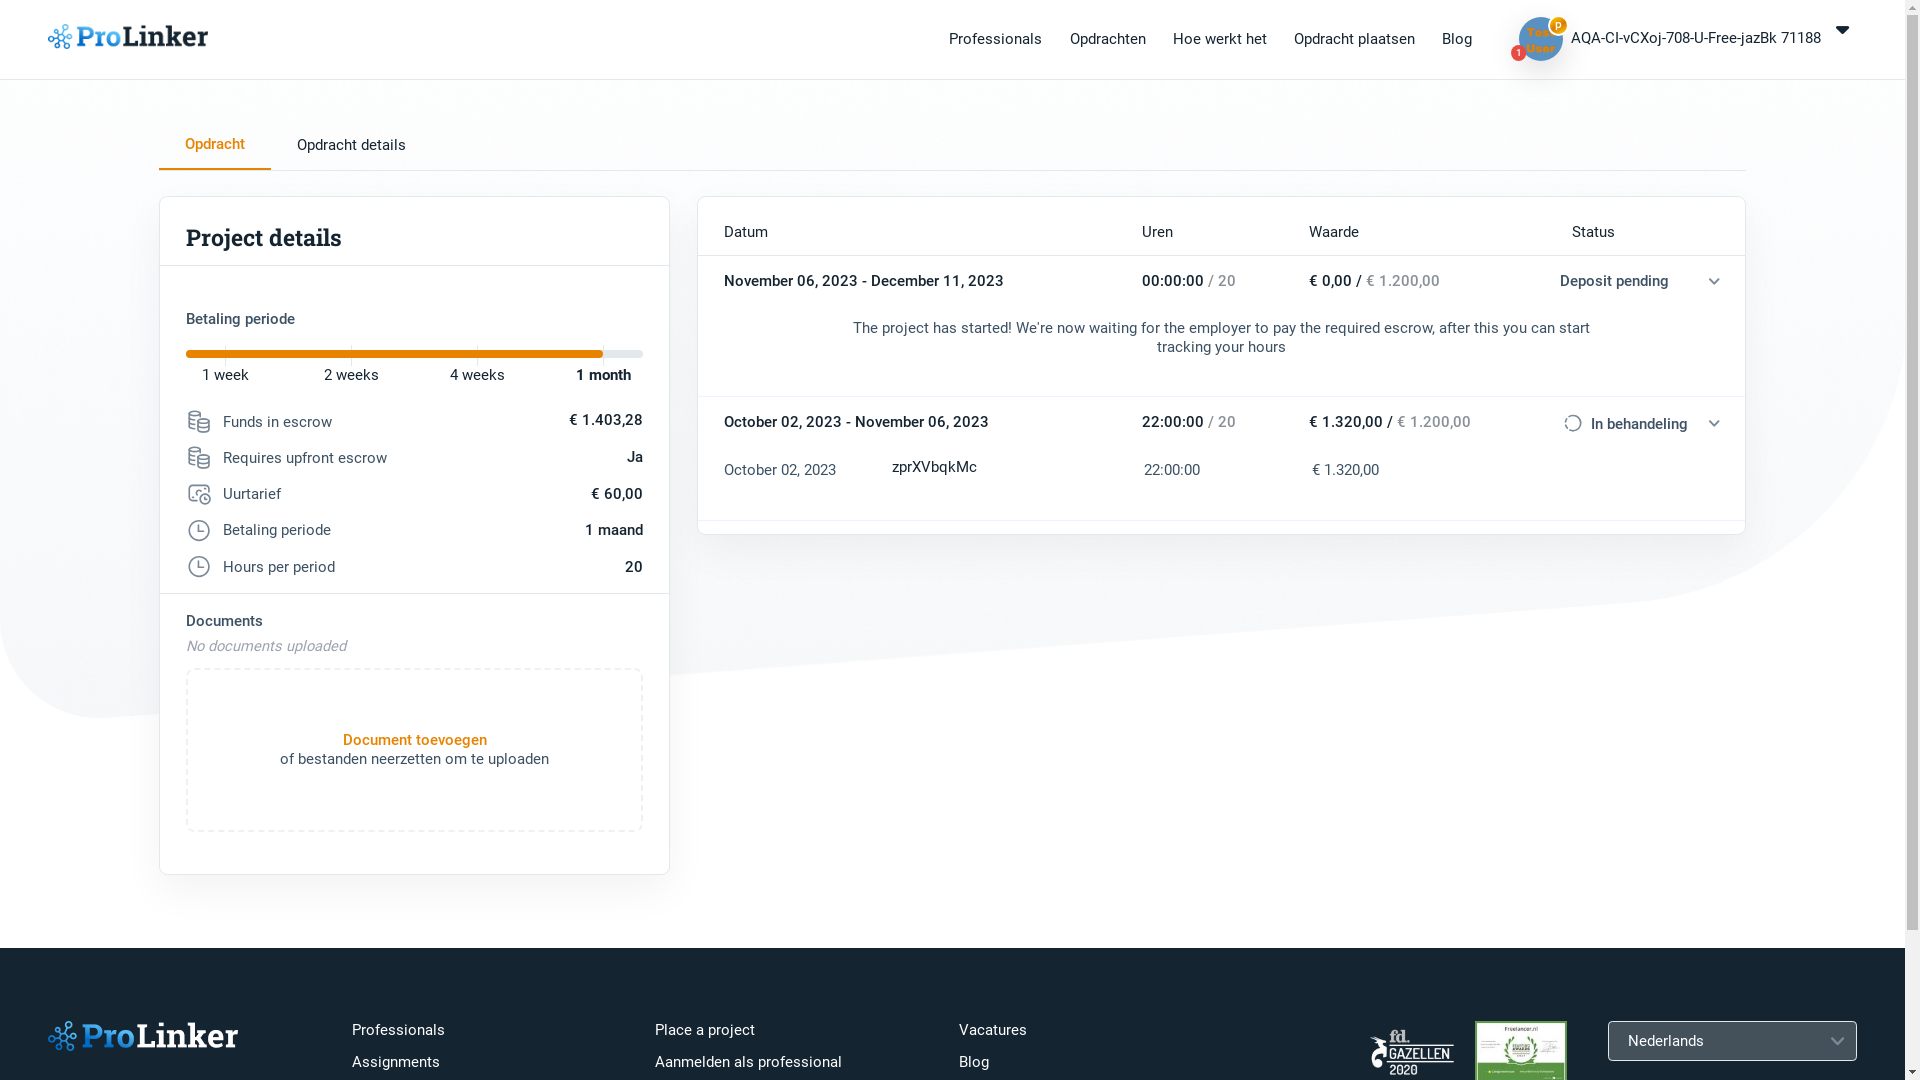 ProLinker
Professionals Opdrachten Hoe werkt het Opdracht plaatsen Blog
P
1
AQA-CI-vCXoj-708-U-Free-jazBk 71188
Opdracht Opdracht details
Project details
Betaling periode
1 week 2 weeks 4 weeks 1 month
Funds in escrow € 1.403,28
Requires upfront escrow Ja
Uurtarief € 60,00
Betaling periode 1 maand
Hours per period 20
Documents
No documents uploaded
Document toevoegen
of bestanden neerzetten om te uploaden
Datum Uren Waarde Status
November 06, 2023 - December 11, 2023 00:00:00 / 20 € 0,00 / € 1.200,00 Deposit pending
The project has started! We're now waiting for the employer to pay the required escrow, after this you can start
tracking your hours
October 02, 2023 - November 06, 2023 22:00:00 / 20 € 1.320,00 / € 1.200,00 In behandeling
October 02, 2023 zprXVbqkMc 22:00:00 € 1.320,00
ProLinker
Professionals Place a project Vacatures
Assignments Aanmelden als professional Blog
fd.
GAZELLEN
2020
Freelancer.nl
Nederlands